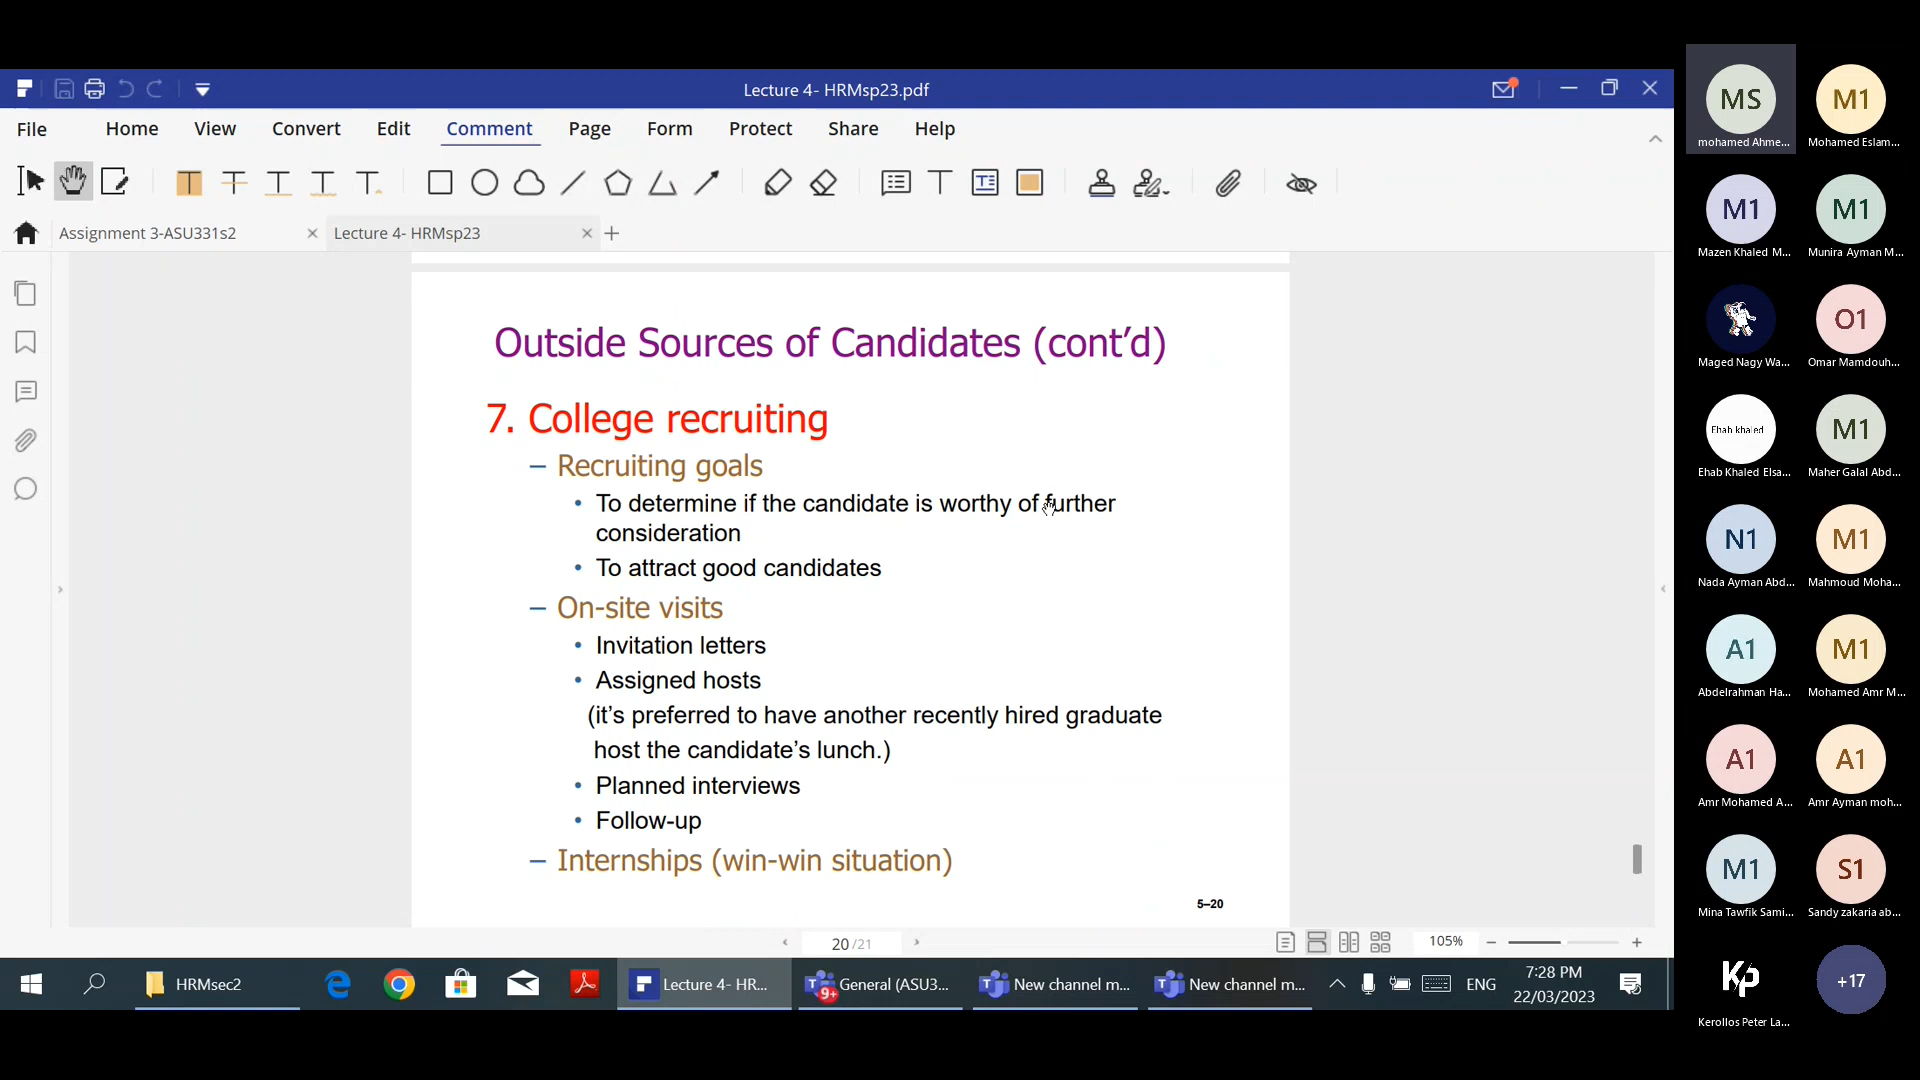 Lecture 4- HRMsp23.pdf
File Home View Convert Edit Comment Page Form Protect Share Help
Assignment 3-ASU331s2
Lecture 4- HRMsp23
Outside Sources of Candidates (cont’d)
7. College recruiting
– Recruiting goals
• To determine if the candidate is worthy of further
consideration
• To attract good candidates
– On-site visits
• Invitation letters
• Assigned hosts
(it’s preferred to have another recently hired graduate
host the candidate’s lunch.)
• Planned interviews
• Follow-up
– Internships (win-win situation)
5–20
20 /21
105%
HRMsec2
Lecture 4- HR...
9+
General (ASU3...
New channel m...
New channel m...
ENG
7:28 PM
22/03/2023
MS
mohamed Ahme...
M1
Mohamed Eslam...
M1
Mazen Khaled M...
M1
Munira Ayman M...
Maged Nagy Wa...
O1
Omar Mamdouh...
Ehab khaled
Ehab Khaled Elsa...
M1
Maher Galal Abd...
N1
Nada Ayman Abd...
M1
Mahmoud Moha...
A1
Abdelrahman Ha...
M1
Mohamed Amr M...
A1
Amr Mohamed A...
A1
Amr Ayman moh...
M1
Mina Tawfik Sami...
S1
Sandy zakaria ab...
Kp
Kerollos Peter La...
+17